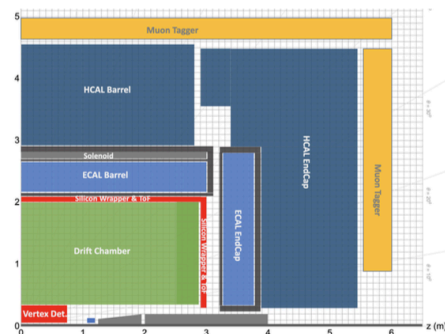 5
Muon Tagger
4
HCAL Barrel
3
Solenoid
HCAL EndCap
ECAL Barrel
Muon Tagger
2
Silicon Wrapper & ToF
Drift Chamber
ECAL EndCap
Silicon Wrapper & ToF
1
Vertex Det.
0
0 1 2 3 4 5 6 z (m)